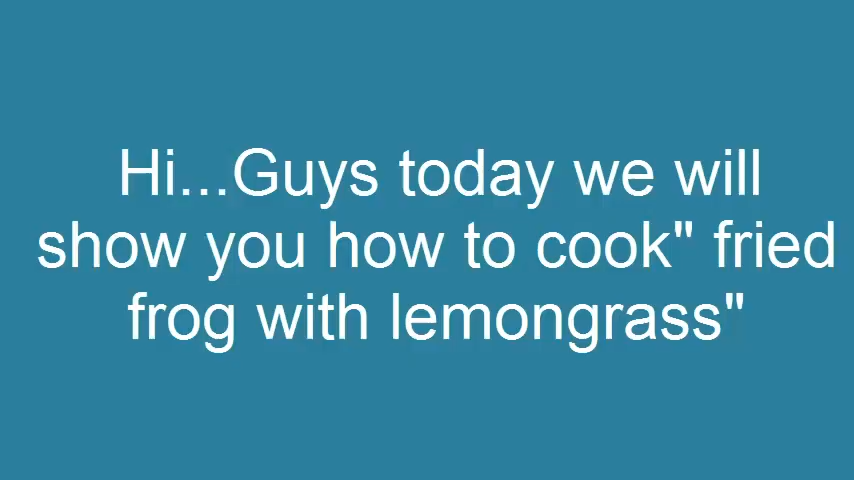 Hi...Guys today we will
show you how to cook" fried
frog with lemongrass"